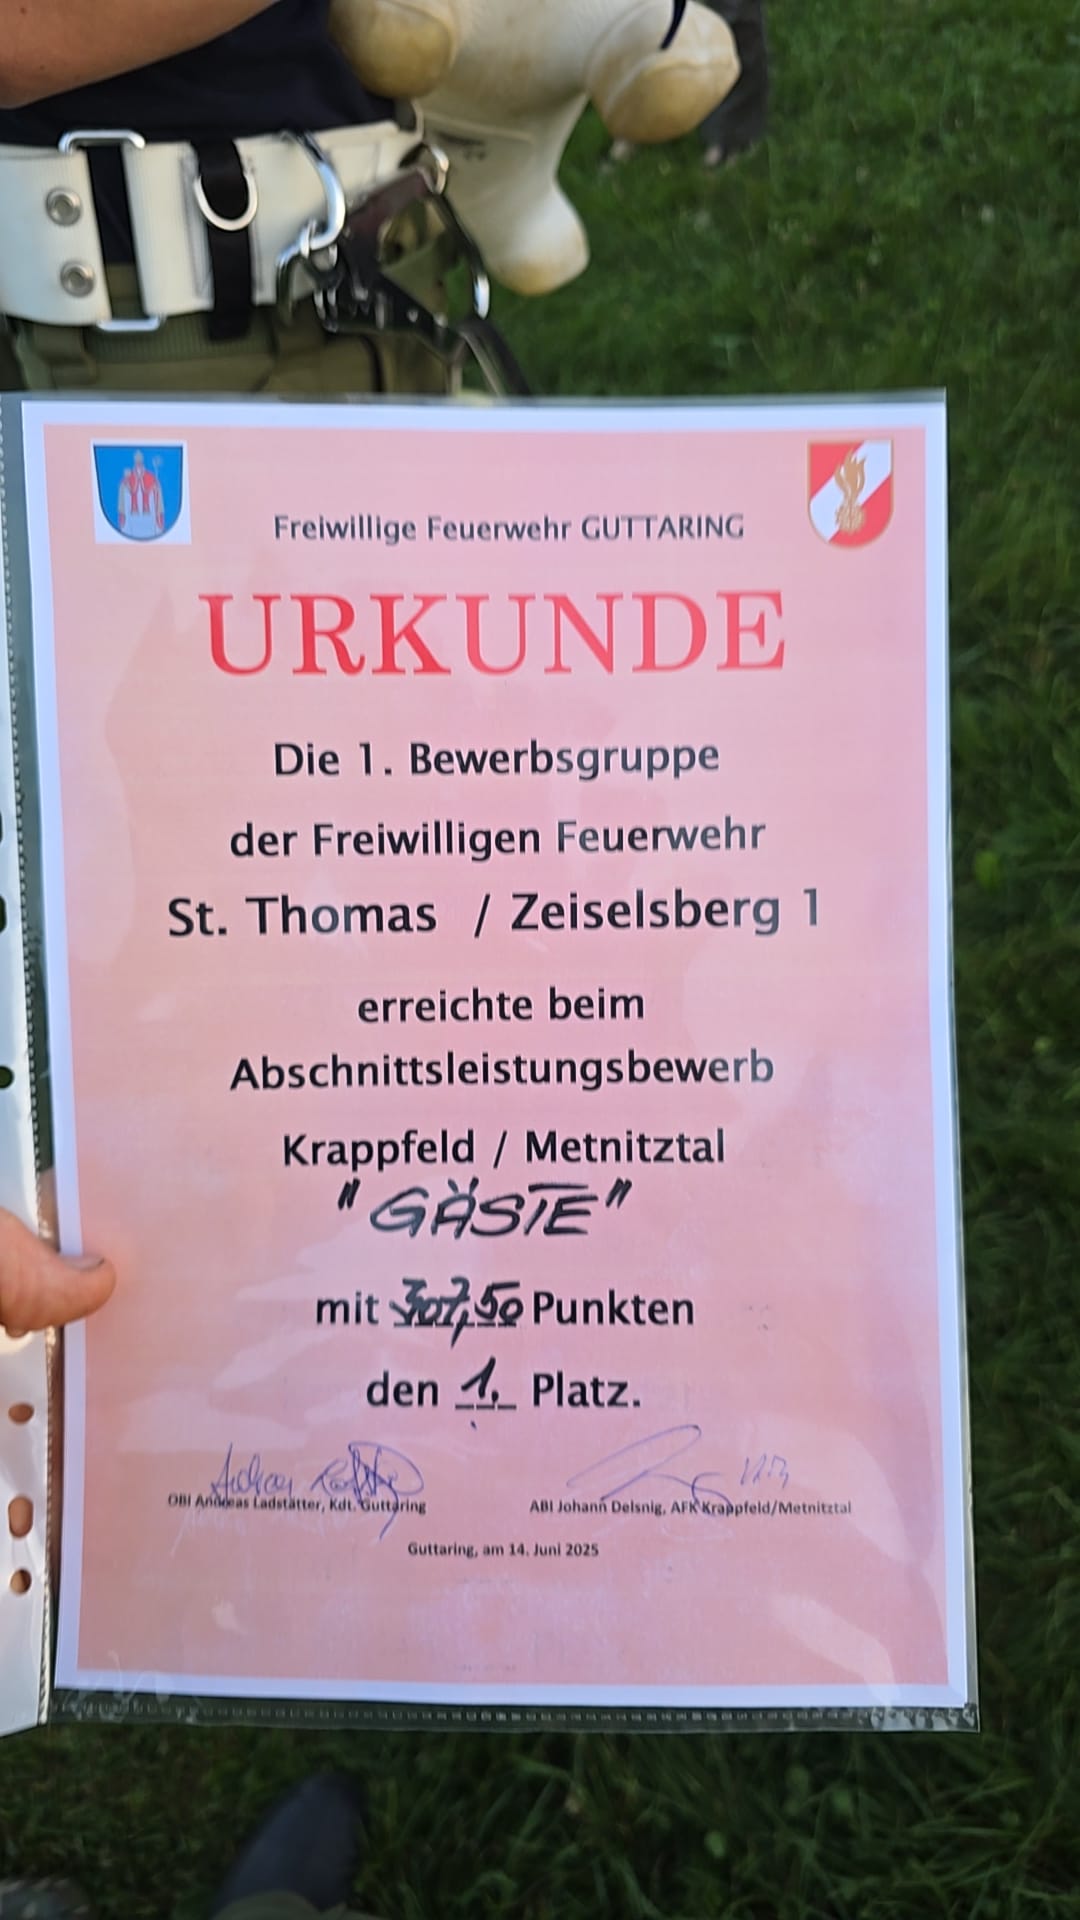 Freiwillige Feuerwehr GUTTARING
URKUNDE
Die 1. Bewerbsgruppe
der Freiwilligen Feuerwehr
St. Thomas / Zeiselsberg 1
erreichte beim
Abschnittsleistungsbewerb
Krappfeld / Metnitztal
"GÄSTE"
mit 307,50 Punkten
den 1. Platz.
OBI Andreas Ladstätter, Kdt. Guttaring
ABI Johann Delsnig, AFK Krappfeld/Metnitztal
Guttaring, am 14. Juni 2025